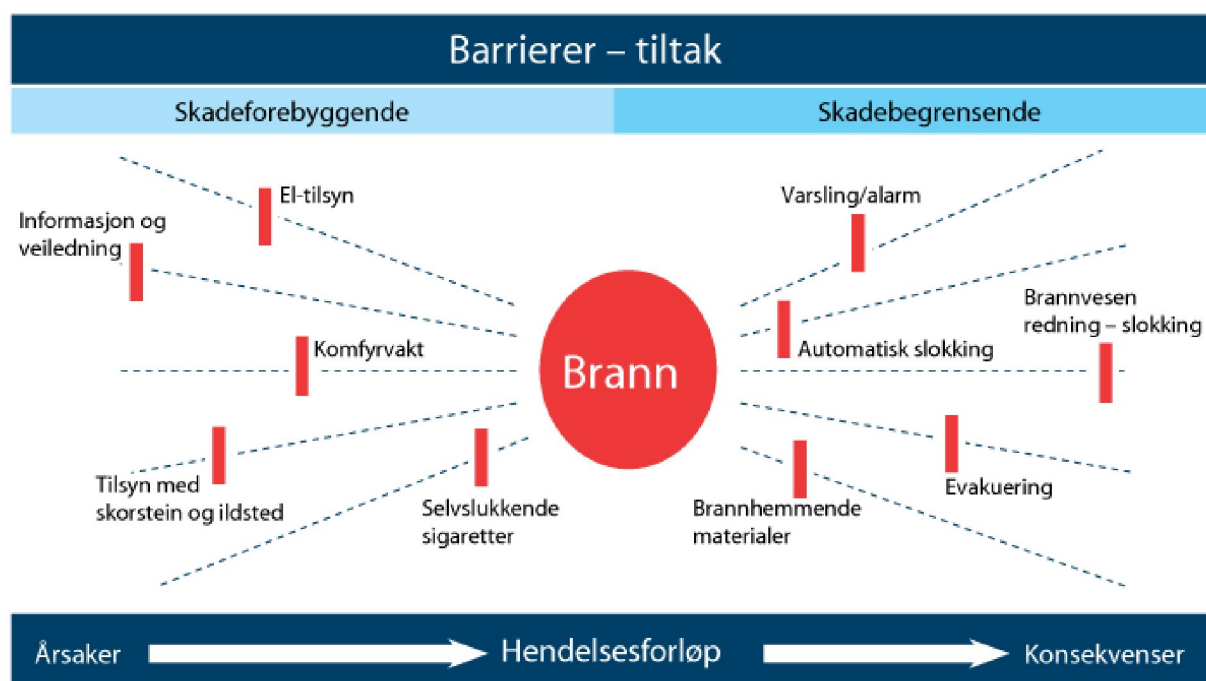 Barrierer – tiltak
Skadeforebyggende
Skadebegrensende
El-tilsyn
Informasjon og
veiledning
Komfyrvakt
Tilsyn med
skorstein og ildsted
Selvslukkende
sigaretter
Brann
Varsling/alarm
Automatisk slokking
Brannvesen
redning – slokking
Evakuering
Brannhemmende
materialer
Årsaker
Hendelsesforløp
Konsekvenser